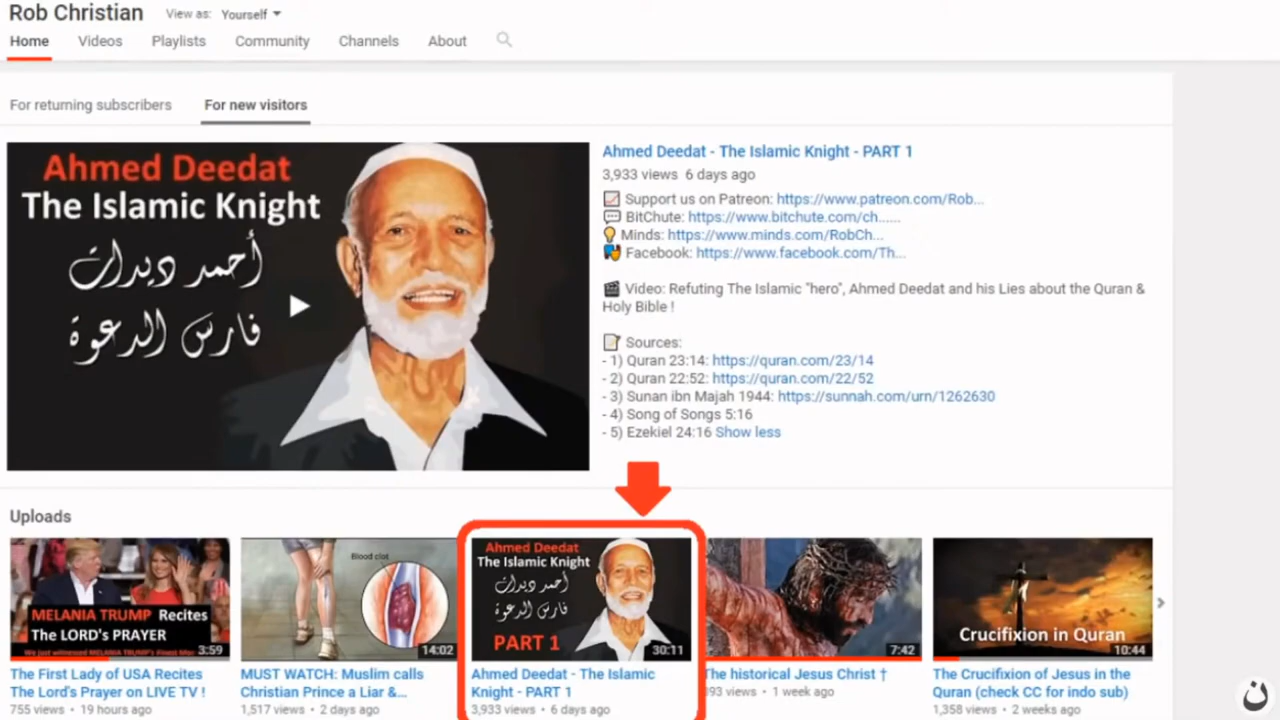 Rob Christian
View as: Yourself
Home Videos Playlists Community Channels About
For returning subscribers For new visitors
Ahmed Deedat
The Islamic Knight
أحمد ديدات
فارس الدعوة
Ahmed Deedat - The Islamic Knight - PART 1
3,933 views 6 days ago
Support us on Patreon: https://www.patreon.com/Rob...
BitChute: https://www.bitchute.com/ch......
Minds: https://www.minds.com/RobCh...
Facebook: https://www.facebook.com/Th...
Video: Refuting The Islamic "hero", Ahmed Deedat and his Lies about the Quran &
Holy Bible !
Sources:
- 1) Quran 23:14: https://quran.com/23/14
- 2) Quran 22:52: https://quran.com/22/52
- 3) Sunan ibn Majah 1944: https://sunnah.com/urn/1262630
- 4) Song of Songs 5:16
- 5) Ezekiel 24:16 Show less
Uploads
MELANIA TRUMP Recites
The LORD's PRAYER
We just witnessed MELANIA TRUMP's Finest
3:59
The First Lady of USA Recites
The Lord's Prayer on LIVE TV !
755 views • 19 hours ago
Blood clot
14:02
MUST WATCH: Muslim calls
Christian Prince a Liar &...
1,517 views • 2 days ago
Ahmed Deedat
The Islamic Knight
أحمد ديدات
فارس الدعوة
PART 1
30:11
Ahmed Deedat - The Islamic
Knight - PART 1
3,933 views • 6 days ago
7:42
The historical Jesus Christ †
93 views • 1 week ago
Crucifixion in Quran
10:44
The Crucifixion of Jesus in the
Quran (check CC for indo sub)
1,358 views • 2 weeks ago
ن